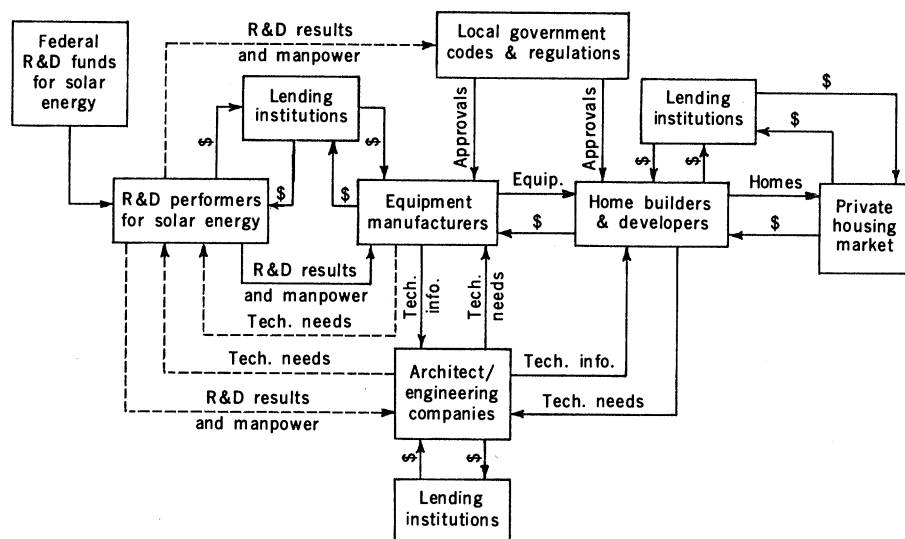 Federal
R&D funds
for solar
energy
R&D results
and manpower
Local government
codes & regulations
Lending
institutions
$
$
$
$
Approvals
Approvals
Lending
institutions
$
$
$
$
R&D performers
for solar energy
Equipment
manufacturers
Equip.
$
Home builders
& developers
Homes
$
Private
housing
market
R&D results
and manpower
Tech. needs
Tech.
info.
Tech.
needs
Tech. needs
R&D results
and manpower
Architect/
engineering
companies
Tech. info.
Tech. needs
$
$
Lending
institutions